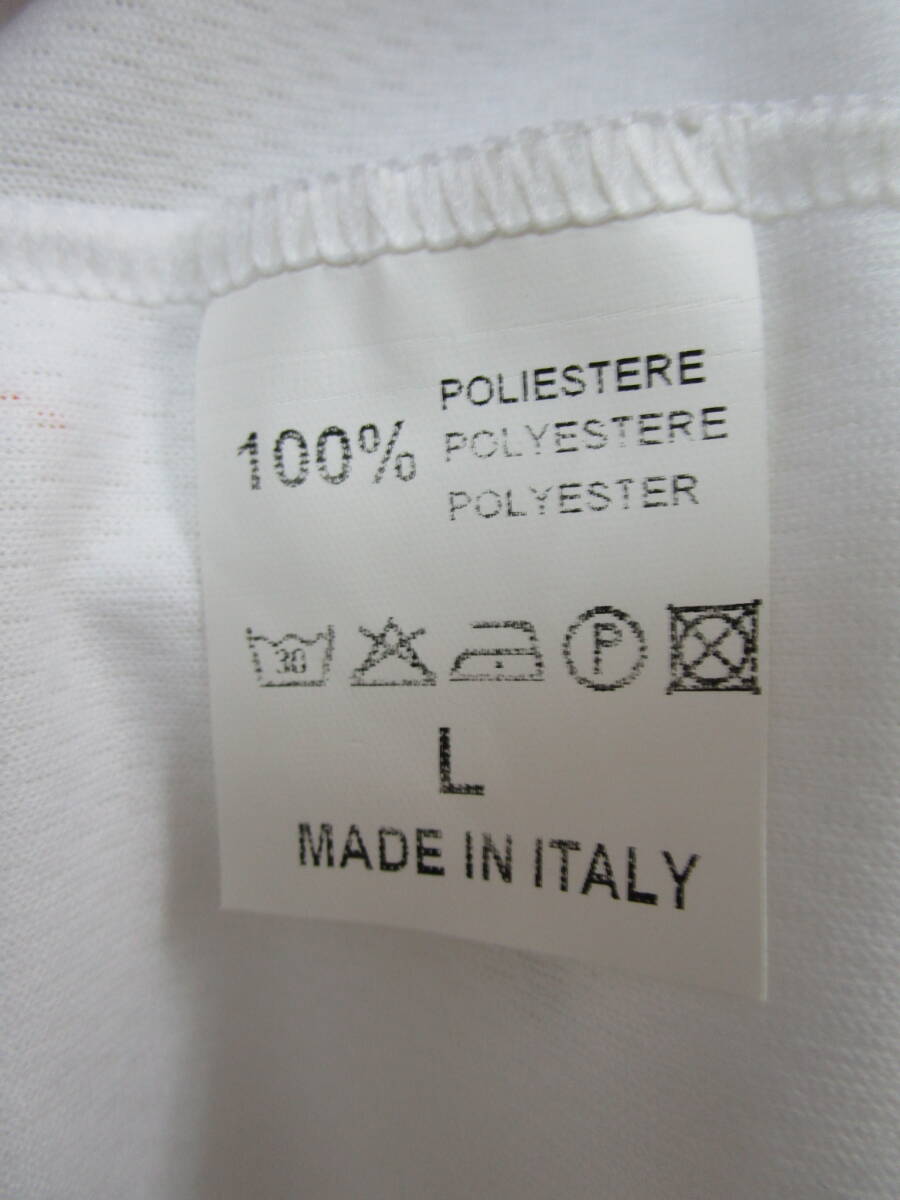 POLIESTERE
100% POLYESTERE
POLYESTER
30 P
L
MADE IN ITALY